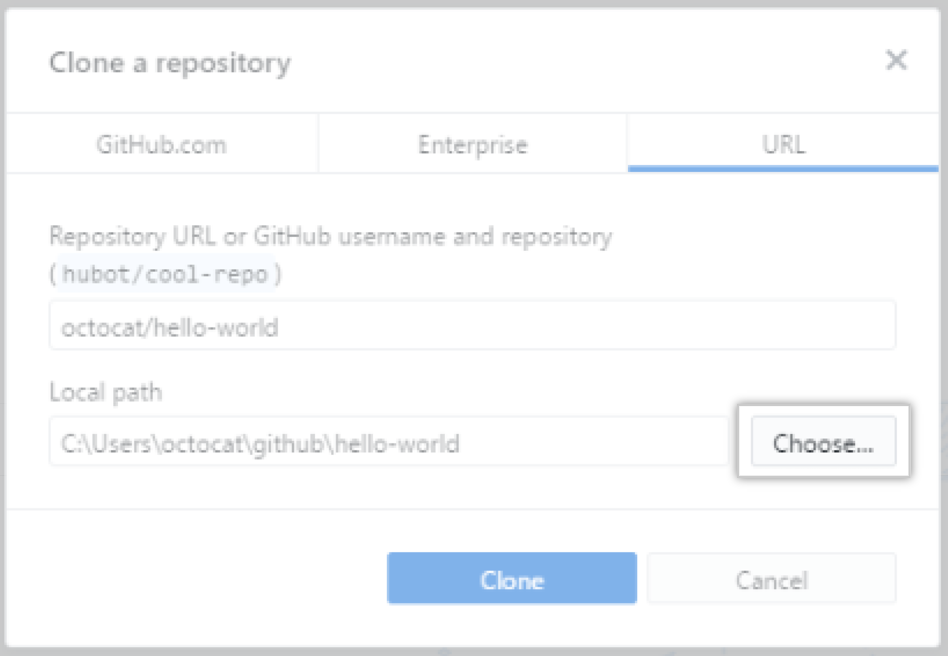 Clone a repository
GitHub.com
Enterprise
URL
Repository URL or GitHub username and repository
(hubot/cool-repo)
octocat/hello-world
Local path
C:\Users\octocat\github\hello-world
Choose...
Clone
Cancel